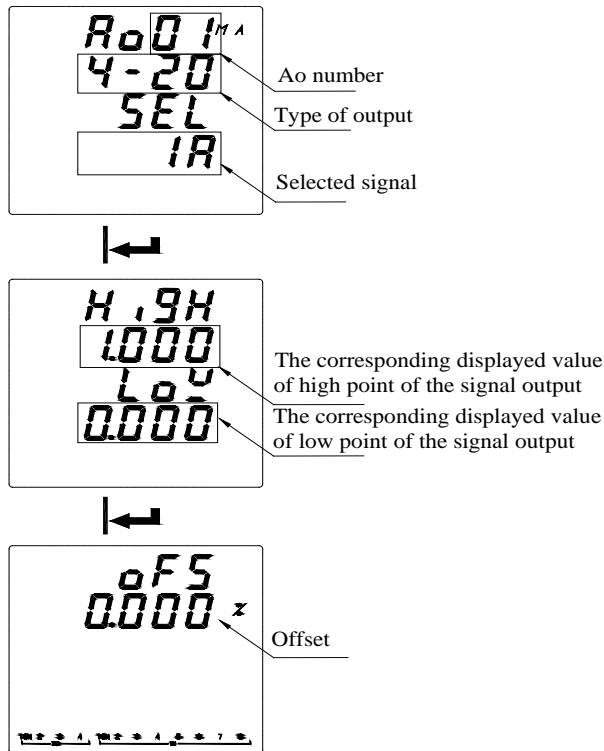 Ao01 MA
4-20
SEL
1A
Ao number
Type of output
Selected signal
HigH
1.000
LoW
0.000
The corresponding displayed value
of high point of the signal output
The corresponding displayed value
of low point of the signal output
oFS
0.000 %
Offset